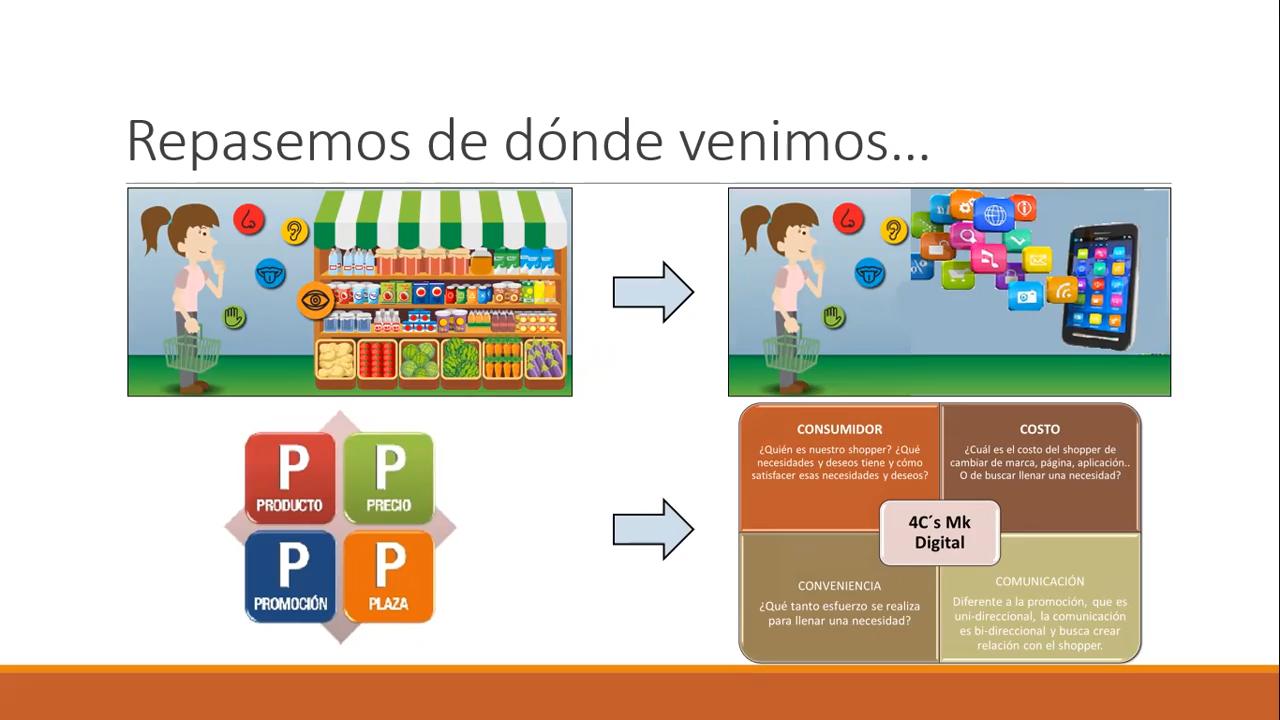 Repasemos de dónde venimos...
P
PRODUCTO
P
PRECIO
P
PROMOCIÓN
P
PLAZA
CONSUMIDOR
¿Quién es nuestro shopper? ¿Qué
necesidades y deseos tiene y cómo
satisfacer esas necesidades y deseos?
COSTO
¿Cuál es el costo del shopper de
cambiar de marca, página, aplicación..
O de buscar llenar una necesidad?
4C´s Mk
Digital
CONVENIENCIA
¿Qué tanto esfuerzo se realiza
para llenar una necesidad?
COMUNICACIÓN
Diferente a la promoción, que es
uni-direccional, la comunicación
es bi-direccional y busca crear
relación con el shopper.